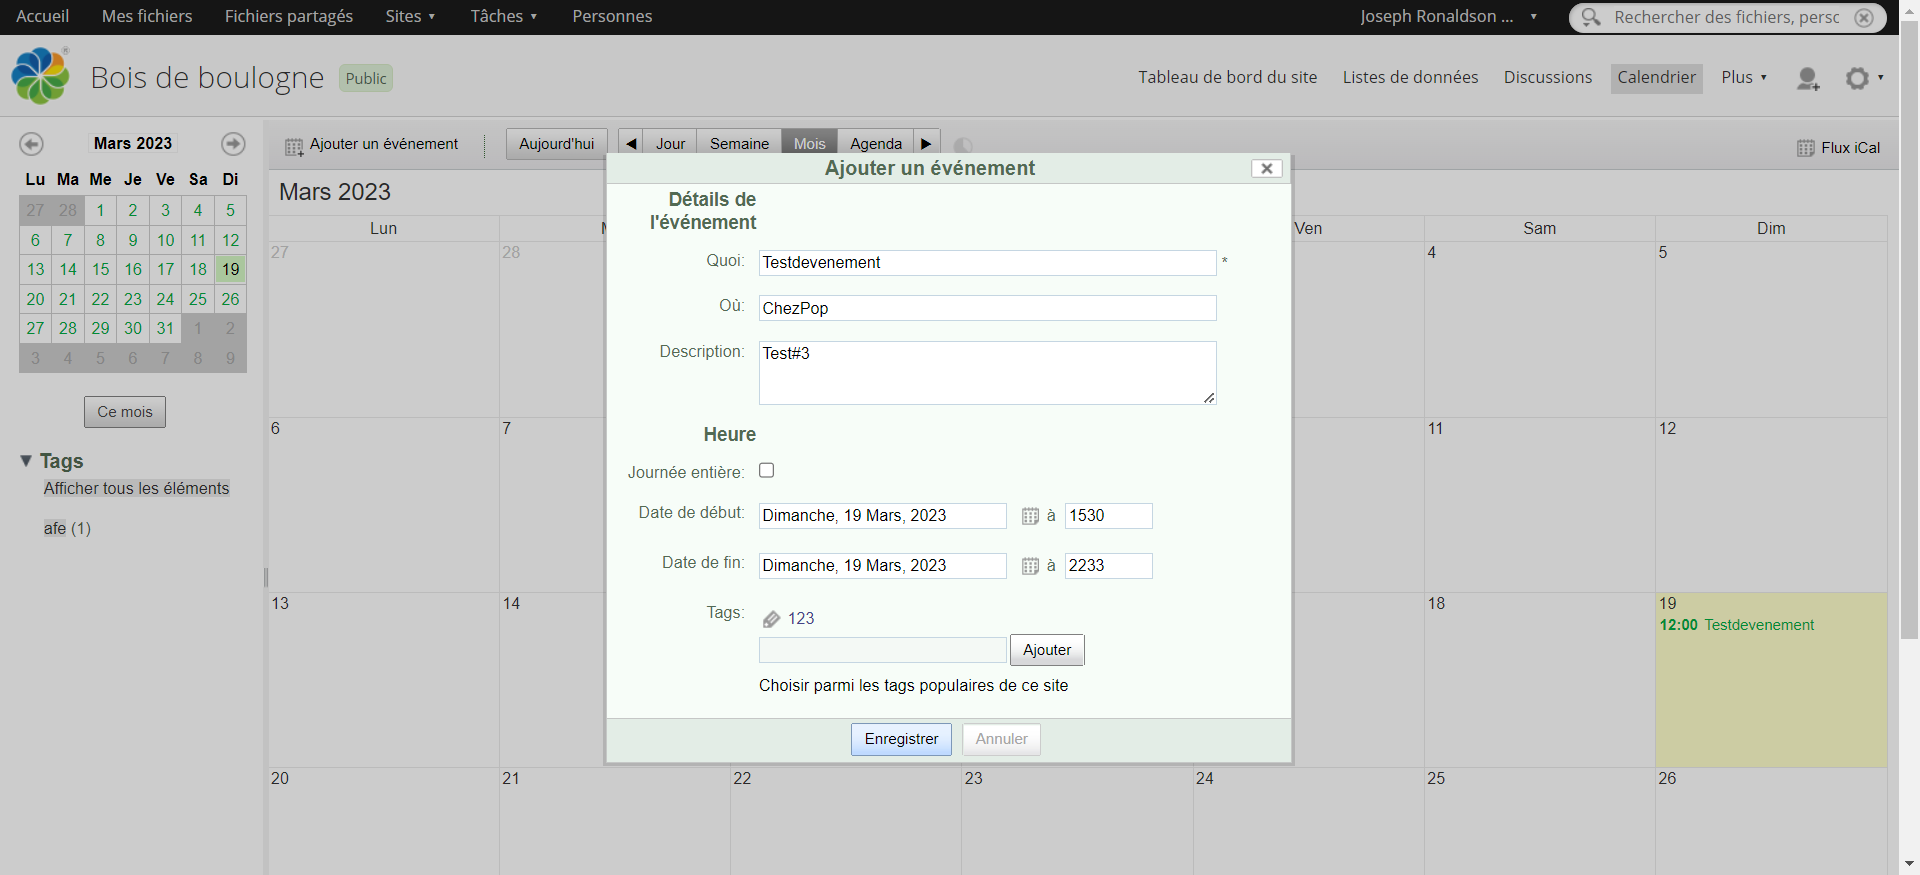 Accueil Mes fichiers Fichiers partagés Sites Tâches Personnes Joseph Ronaldson ... Rechercher des fichiers, persc
Bois de boulogne Public Tableau de bord du site Listes de données Discussions Calendrier Plus
Mars 2023
Lu Ma Me Je Ve Sa Di
27 28 1 2 3 4 5
6 7 8 9 10 11 12
13 14 15 16 17 18 19
20 21 22 23 24 25 26
27 28 29 30 31 1 2
3 4 5 6 7 8 9
Ce mois
Tags
Afficher tous les éléments
afe (1)
Ajouter un événement Aujourd'hui Jour Semaine Mois Agenda Flux iCal
Mars 2023
Lun Ven Sam Dim
27 28 4 5
6 7 11 12
13 14 18 19
12:00 Testdevenement
20 21 22 23 24 25 26
Ajouter un événement
Détails de
l'événement
Quoi: Testdevenement *
Où: ChezPop
Description: Test#3
Heure
Journée entière:
Date de début: Dimanche, 19 Mars, 2023 à 1530
Date de fin: Dimanche, 19 Mars, 2023 à 2233
Tags: 123
Ajouter
Choisir parmi les tags populaires de ce site
Enregistrer Annuler